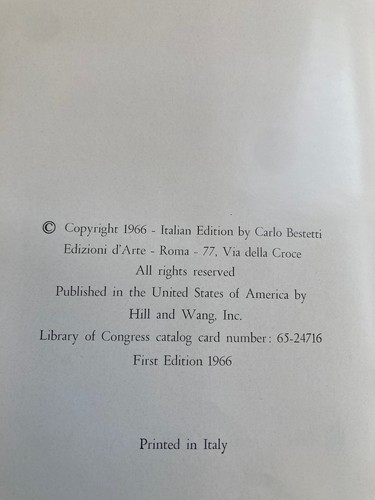 © Copyright 1966 - Italian Edition by Carlo Bestetti
Edizioni d'Arte - Roma - 77, Via della Croce
All rights reserved
Published in the United States of America by
Hill and Wang, Inc.
Library of Congress catalog card number: 65-24716
First Edition 1966
Printed in Italy